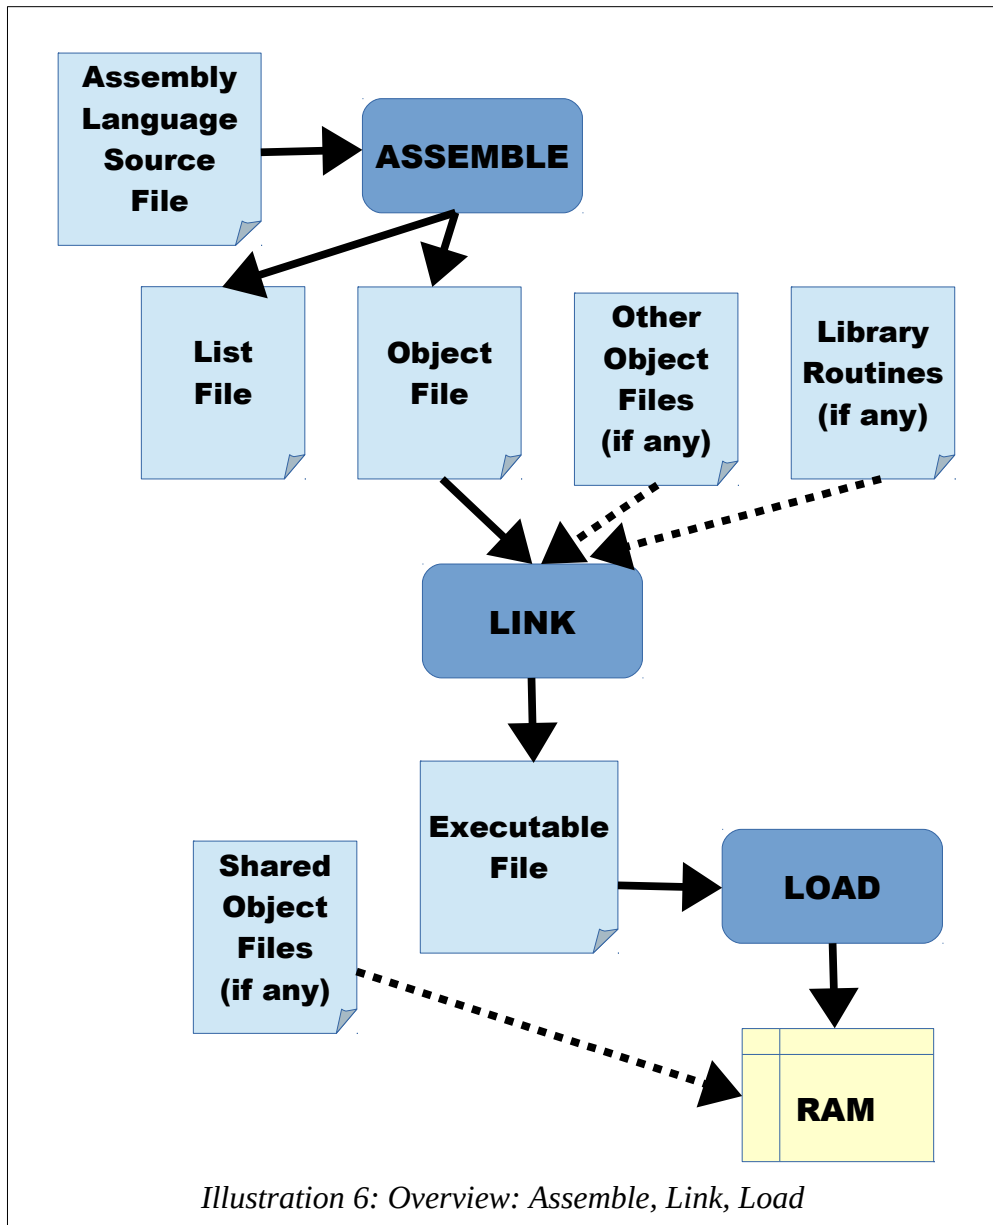 Assembly
Language
Source
File
ASSEMBLE
List
File
Object
File
Other
Object
Files
(if any)
Library
Routines
(if any)
LINK
Executable
File
Shared
Object
Files
(if any)
LOAD
RAM
Illustration 6: Overview: Assemble, Link, Load